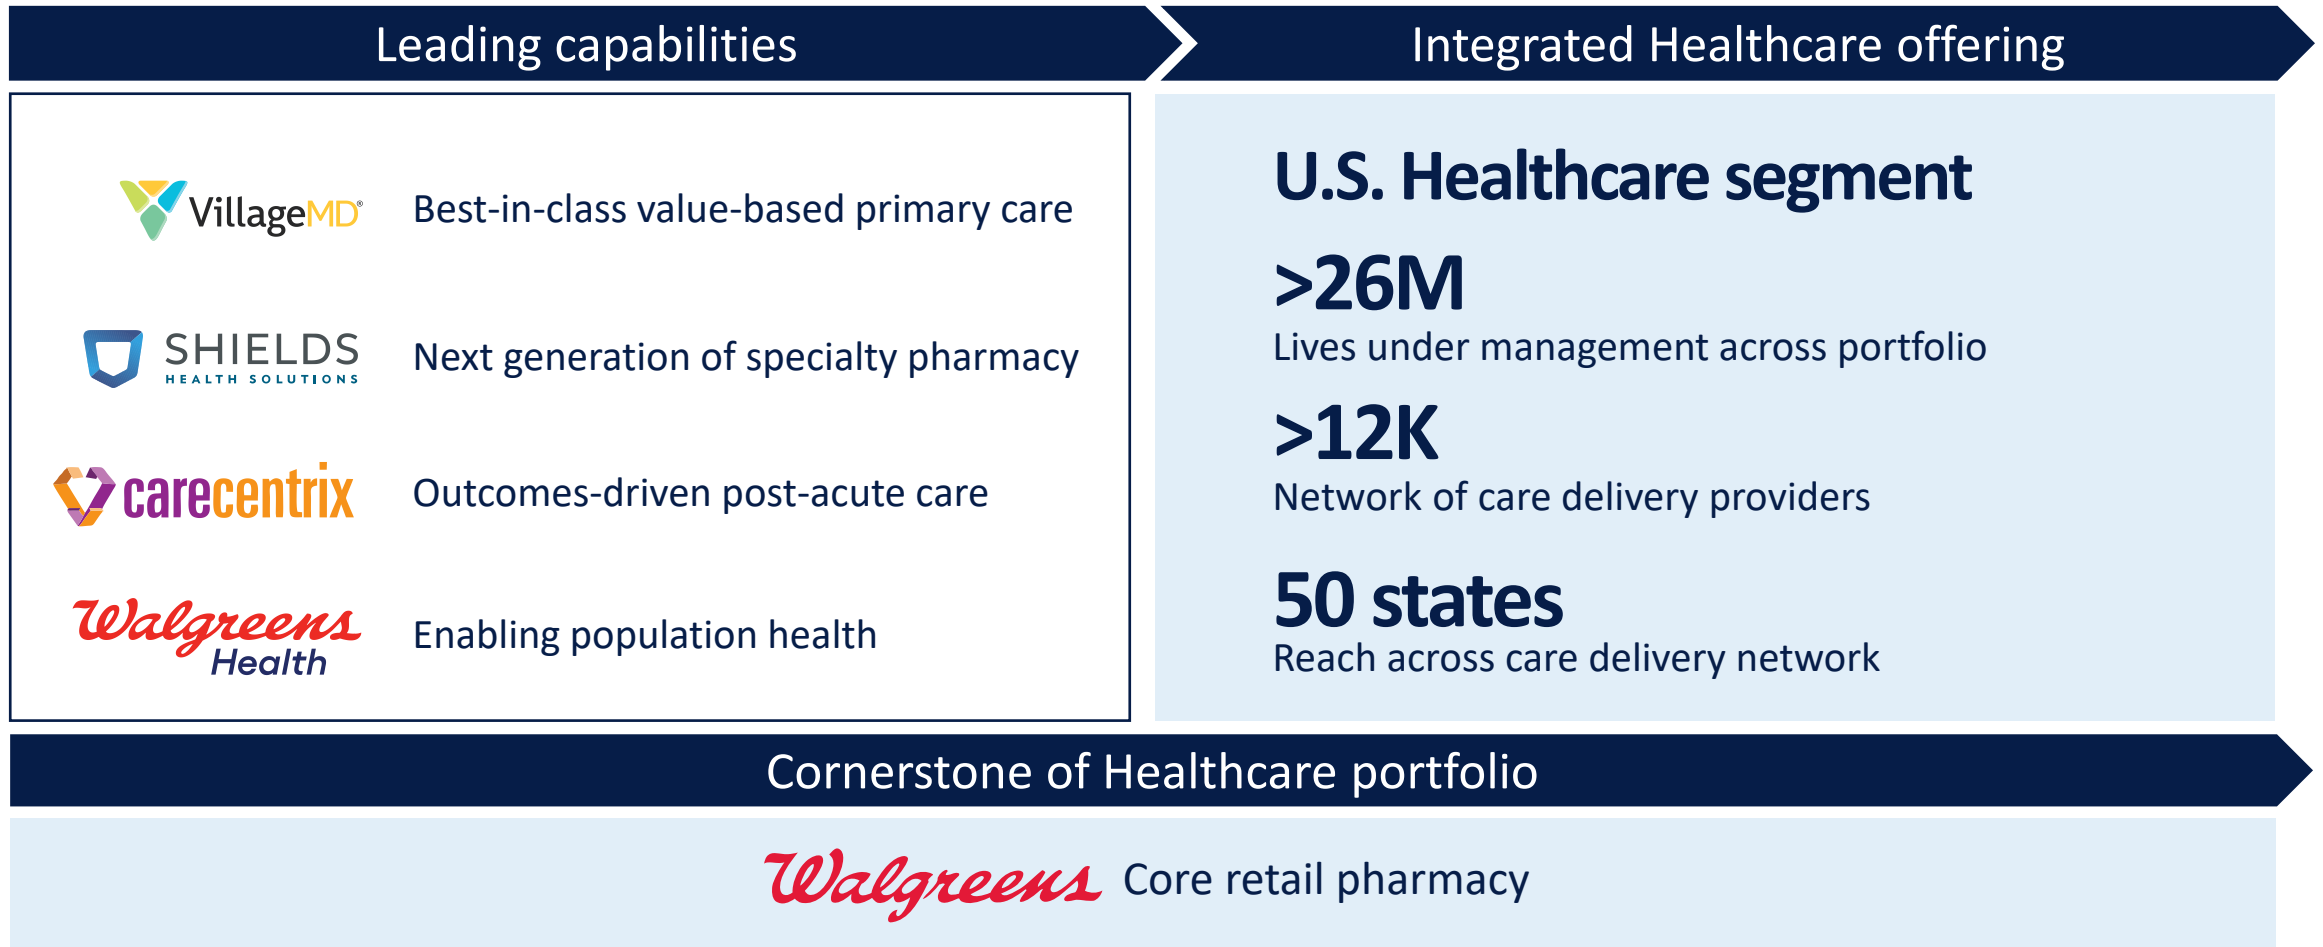 Leading capabilities
Integrated Healthcare offering
VillageMD® Best-in-class value-based primary care
SHIELDS
HEALTH SOLUTIONS
Next generation of specialty pharmacy
carecentrix Outcomes-driven post-acute care
Walgreens
Health
Enabling population health
U.S. Healthcare segment
>26M
Lives under management across portfolio
>12K
Network of care delivery providers
50 states
Reach across care delivery network
Cornerstone of Healthcare portfolio
Walgreens Core retail pharmacy